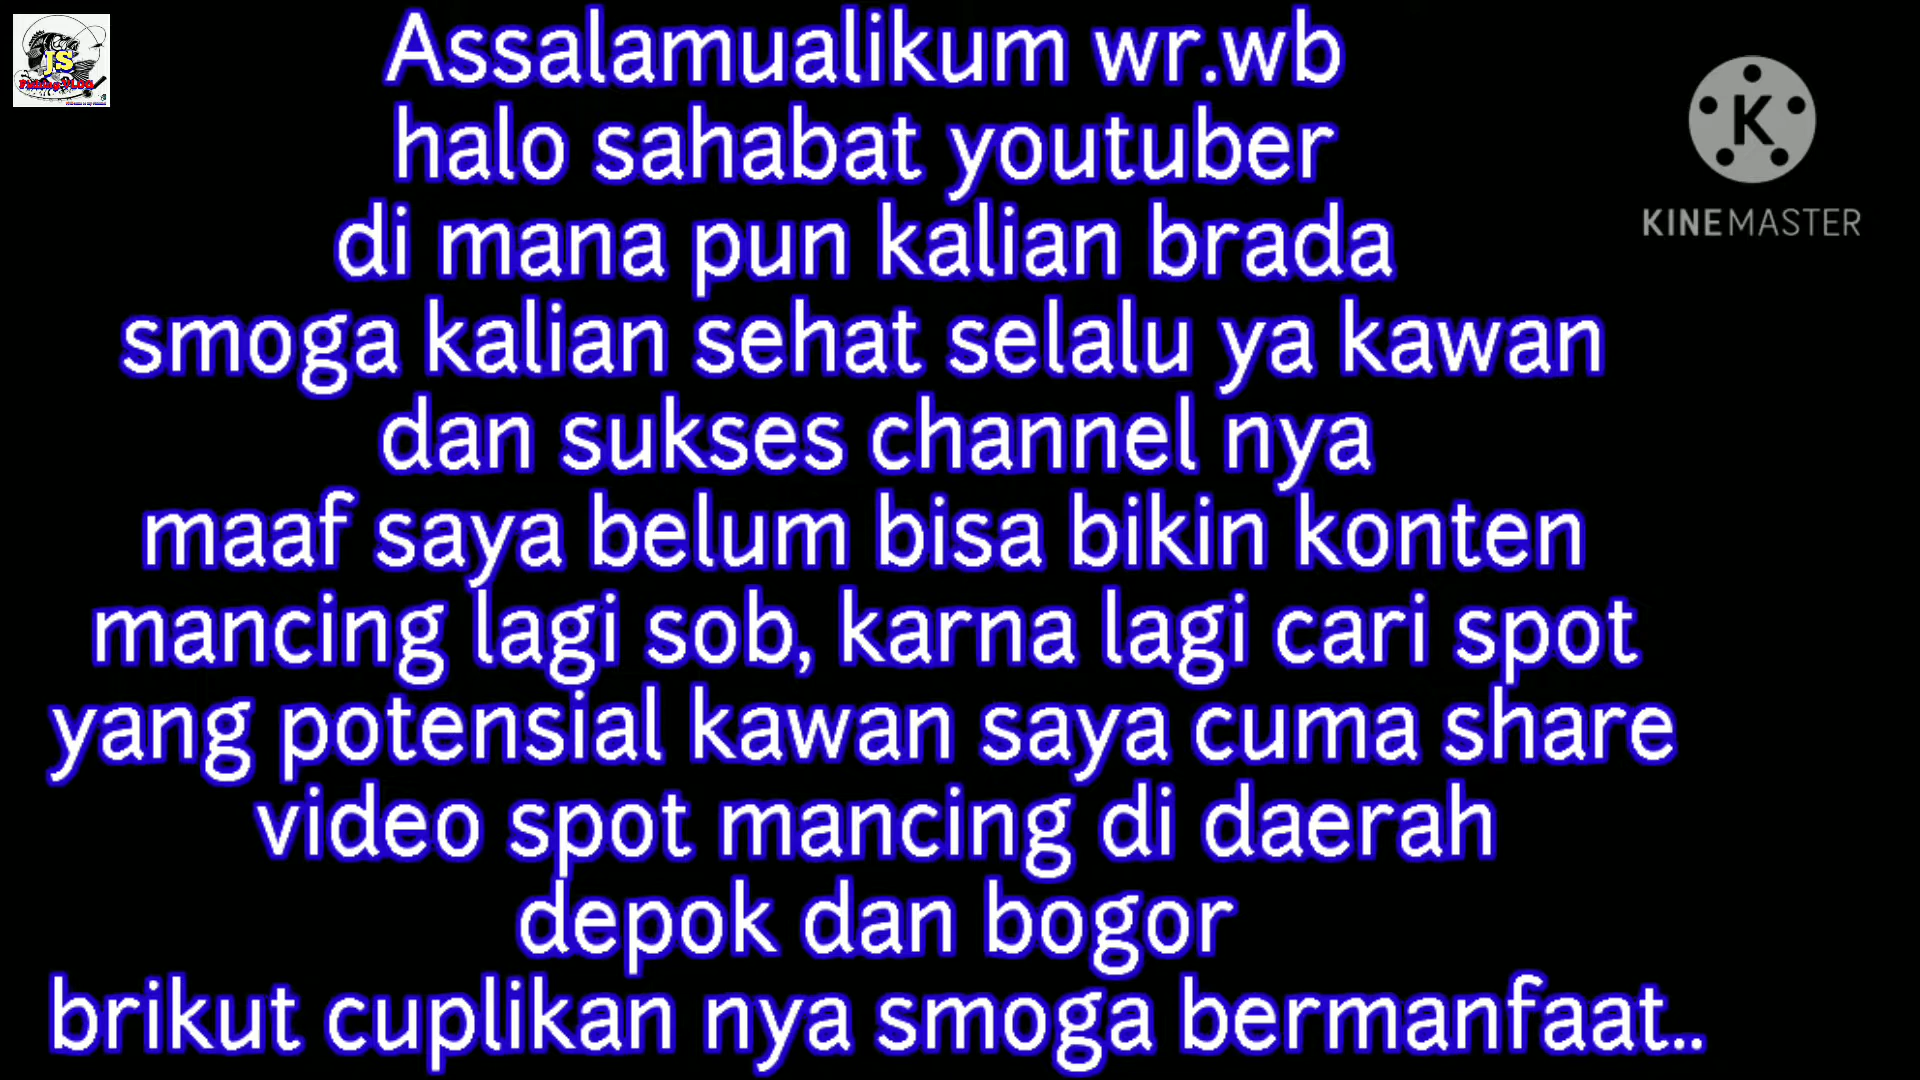 Assalamualikum wr.wb
halo sahabat youtuber
di mana pun kalian brada
smoga kalian sehat selalu ya kawan
dan sukses channel nya
maaf saya belum bisa bikin konten
mancing lagi sob, karna lagi cari spot
yang potensial kawan saya cuma share
video spot mancing di daerah
depok dan bogor
brikut cuplikan nya smoga bermanfaat..
K
KINEMASTER
JS